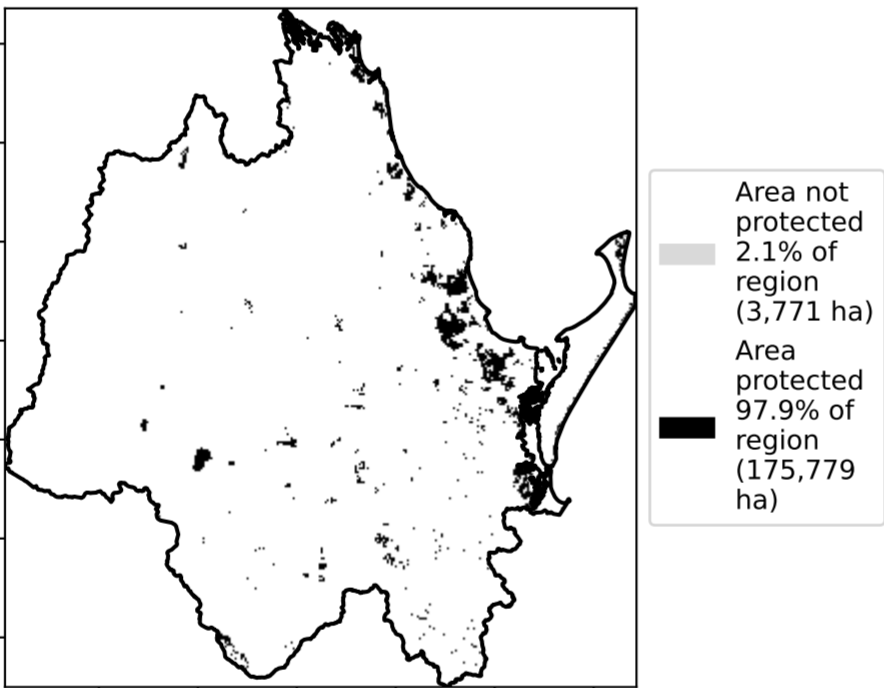 Area not
protected
2.1% of
region
(3,771 ha)
Area
protected
97.9% of
region
(175,779
ha)